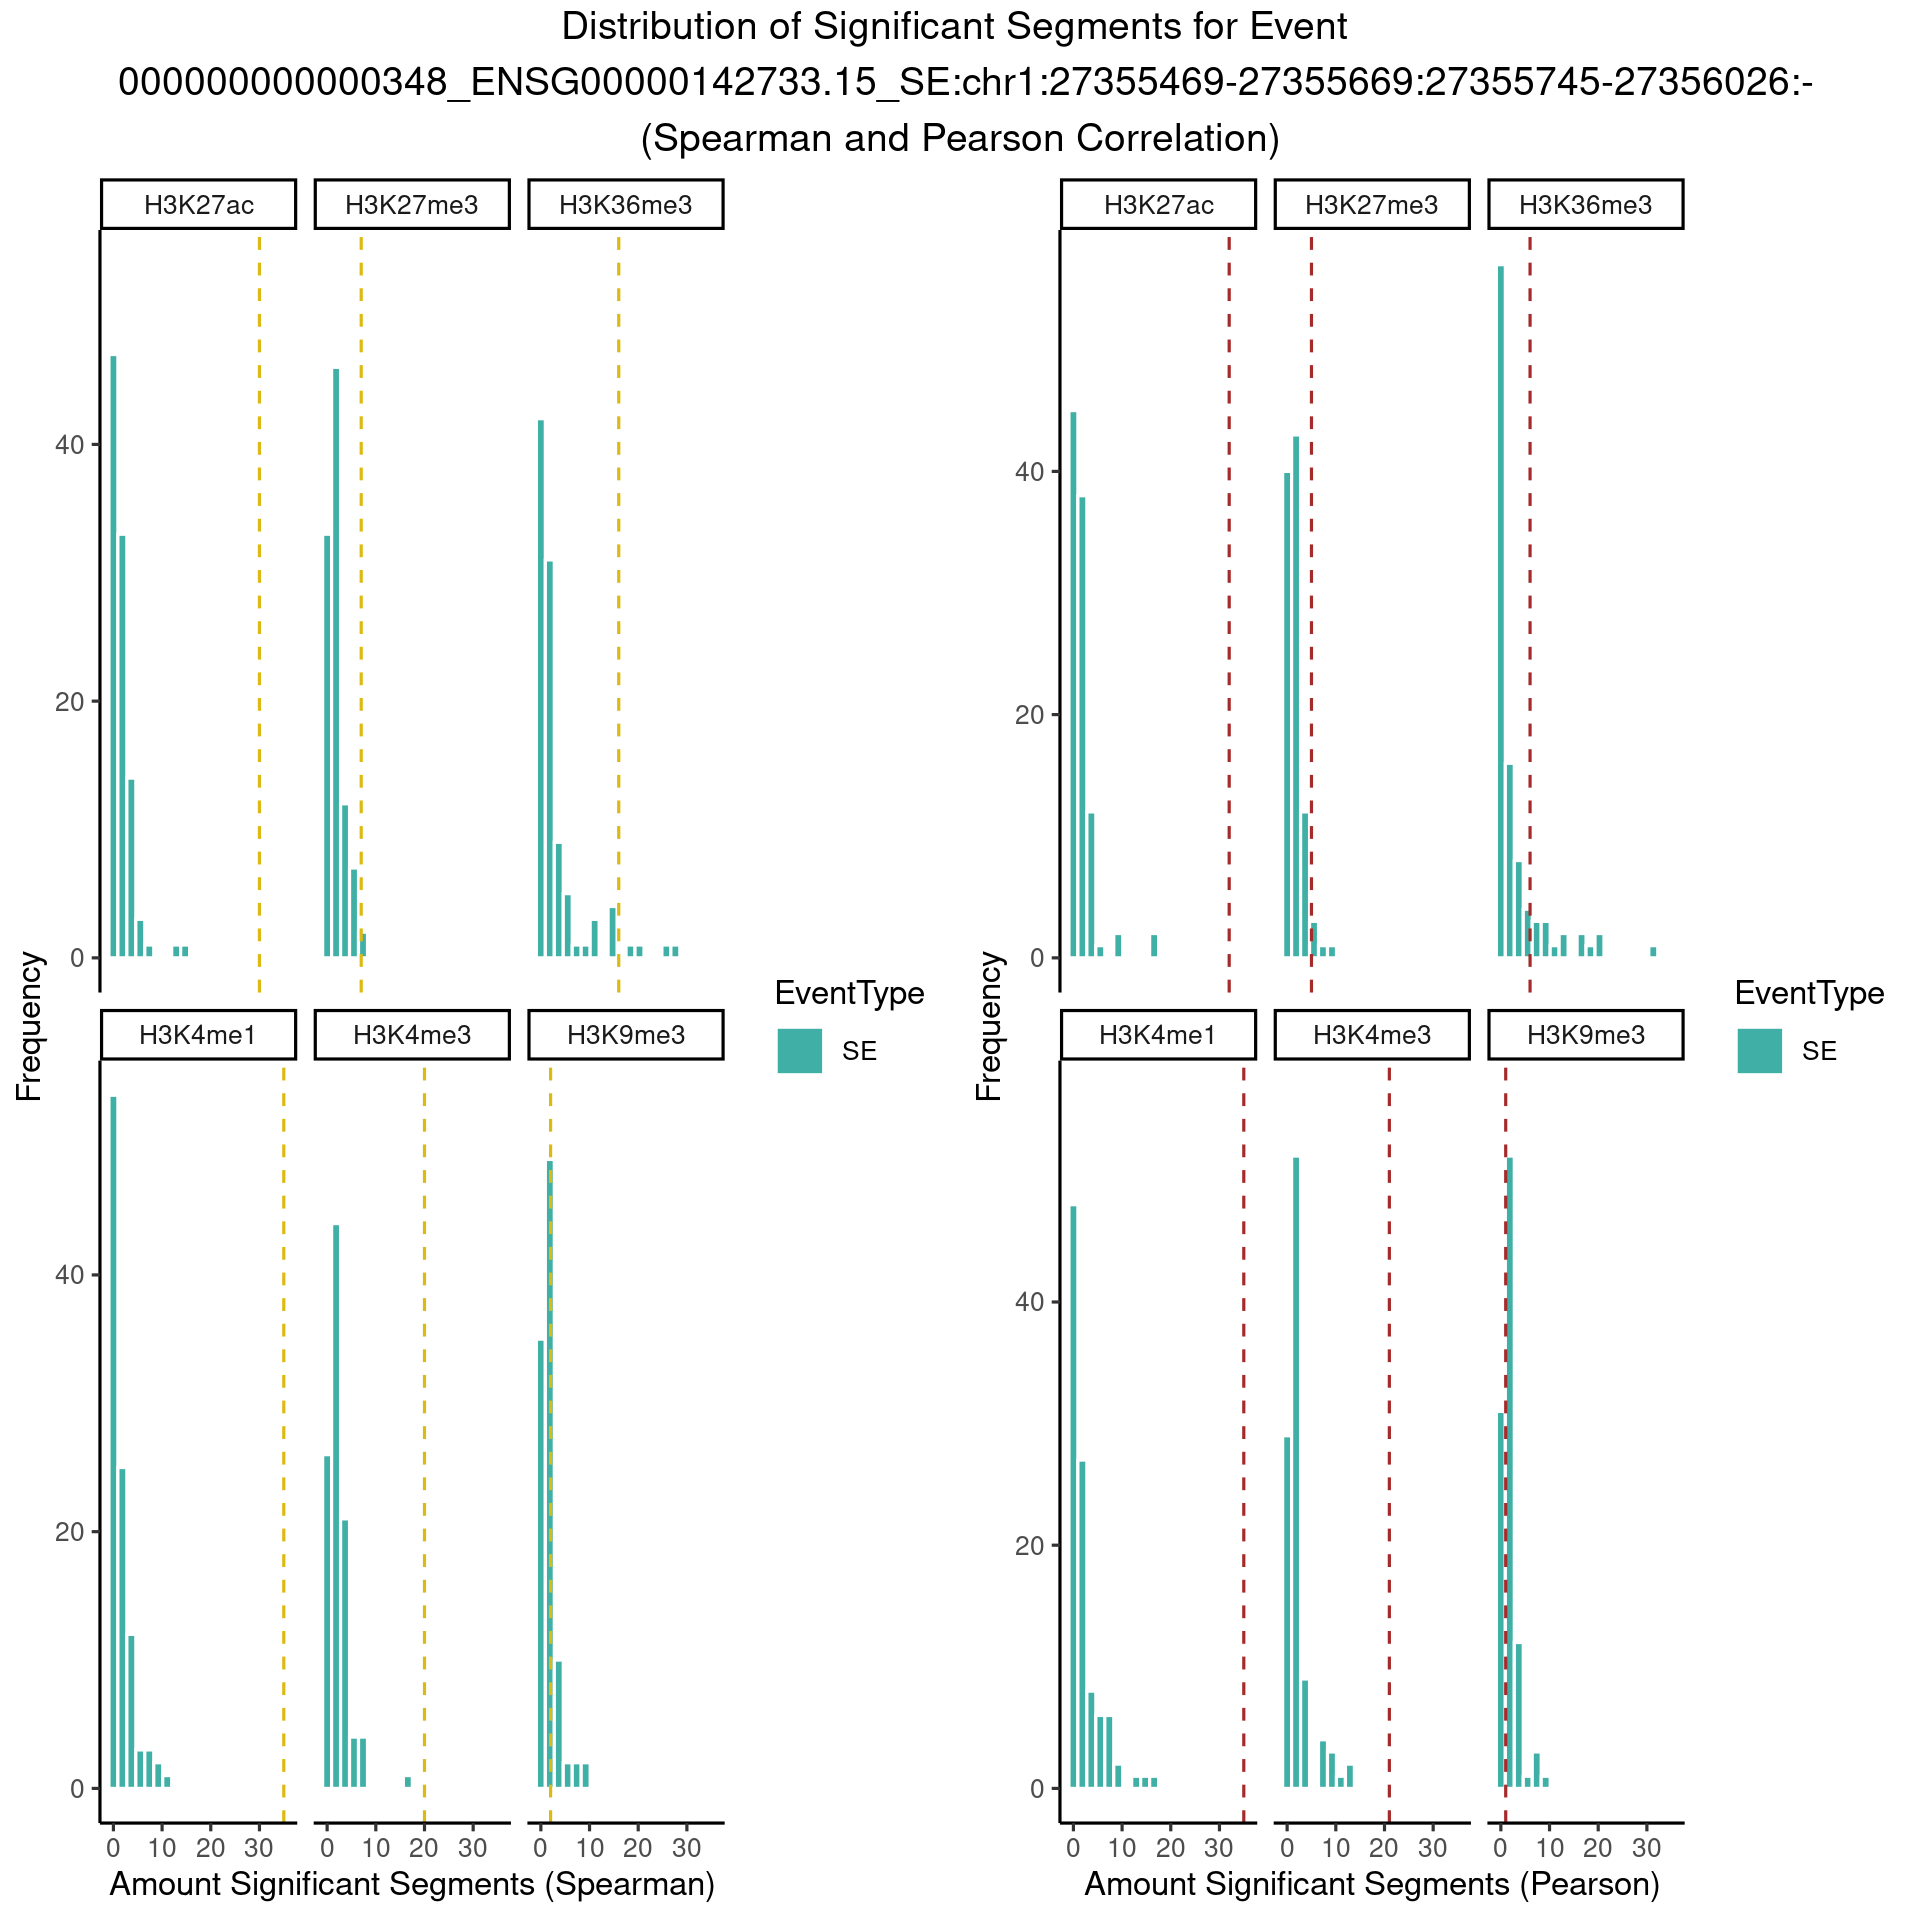 Distribution of Significant Segments for Event
000000000000348_ENSG00000142733.15_SE:chr1:27355469-27355669:27355745-27356026:-
(Spearman and Pearson Correlation)
H3K27ac H3K27me3 H3K36me3
40
20
0
H3K4me1 H3K4me3 H3K9me3
40
20
0
0 10 20 30 0 10 20 30 0 10 20 30
Frequency
Amount Significant Segments (Spearman)
EventType
SE
H3K27ac H3K27me3 H3K36me3
40
20
0
H3K4me1 H3K4me3 H3K9me3
40
20
0
0 10 20 30 0 10 20 30 0 10 20 30
Frequency
Amount Significant Segments (Pearson)
EventType
SE